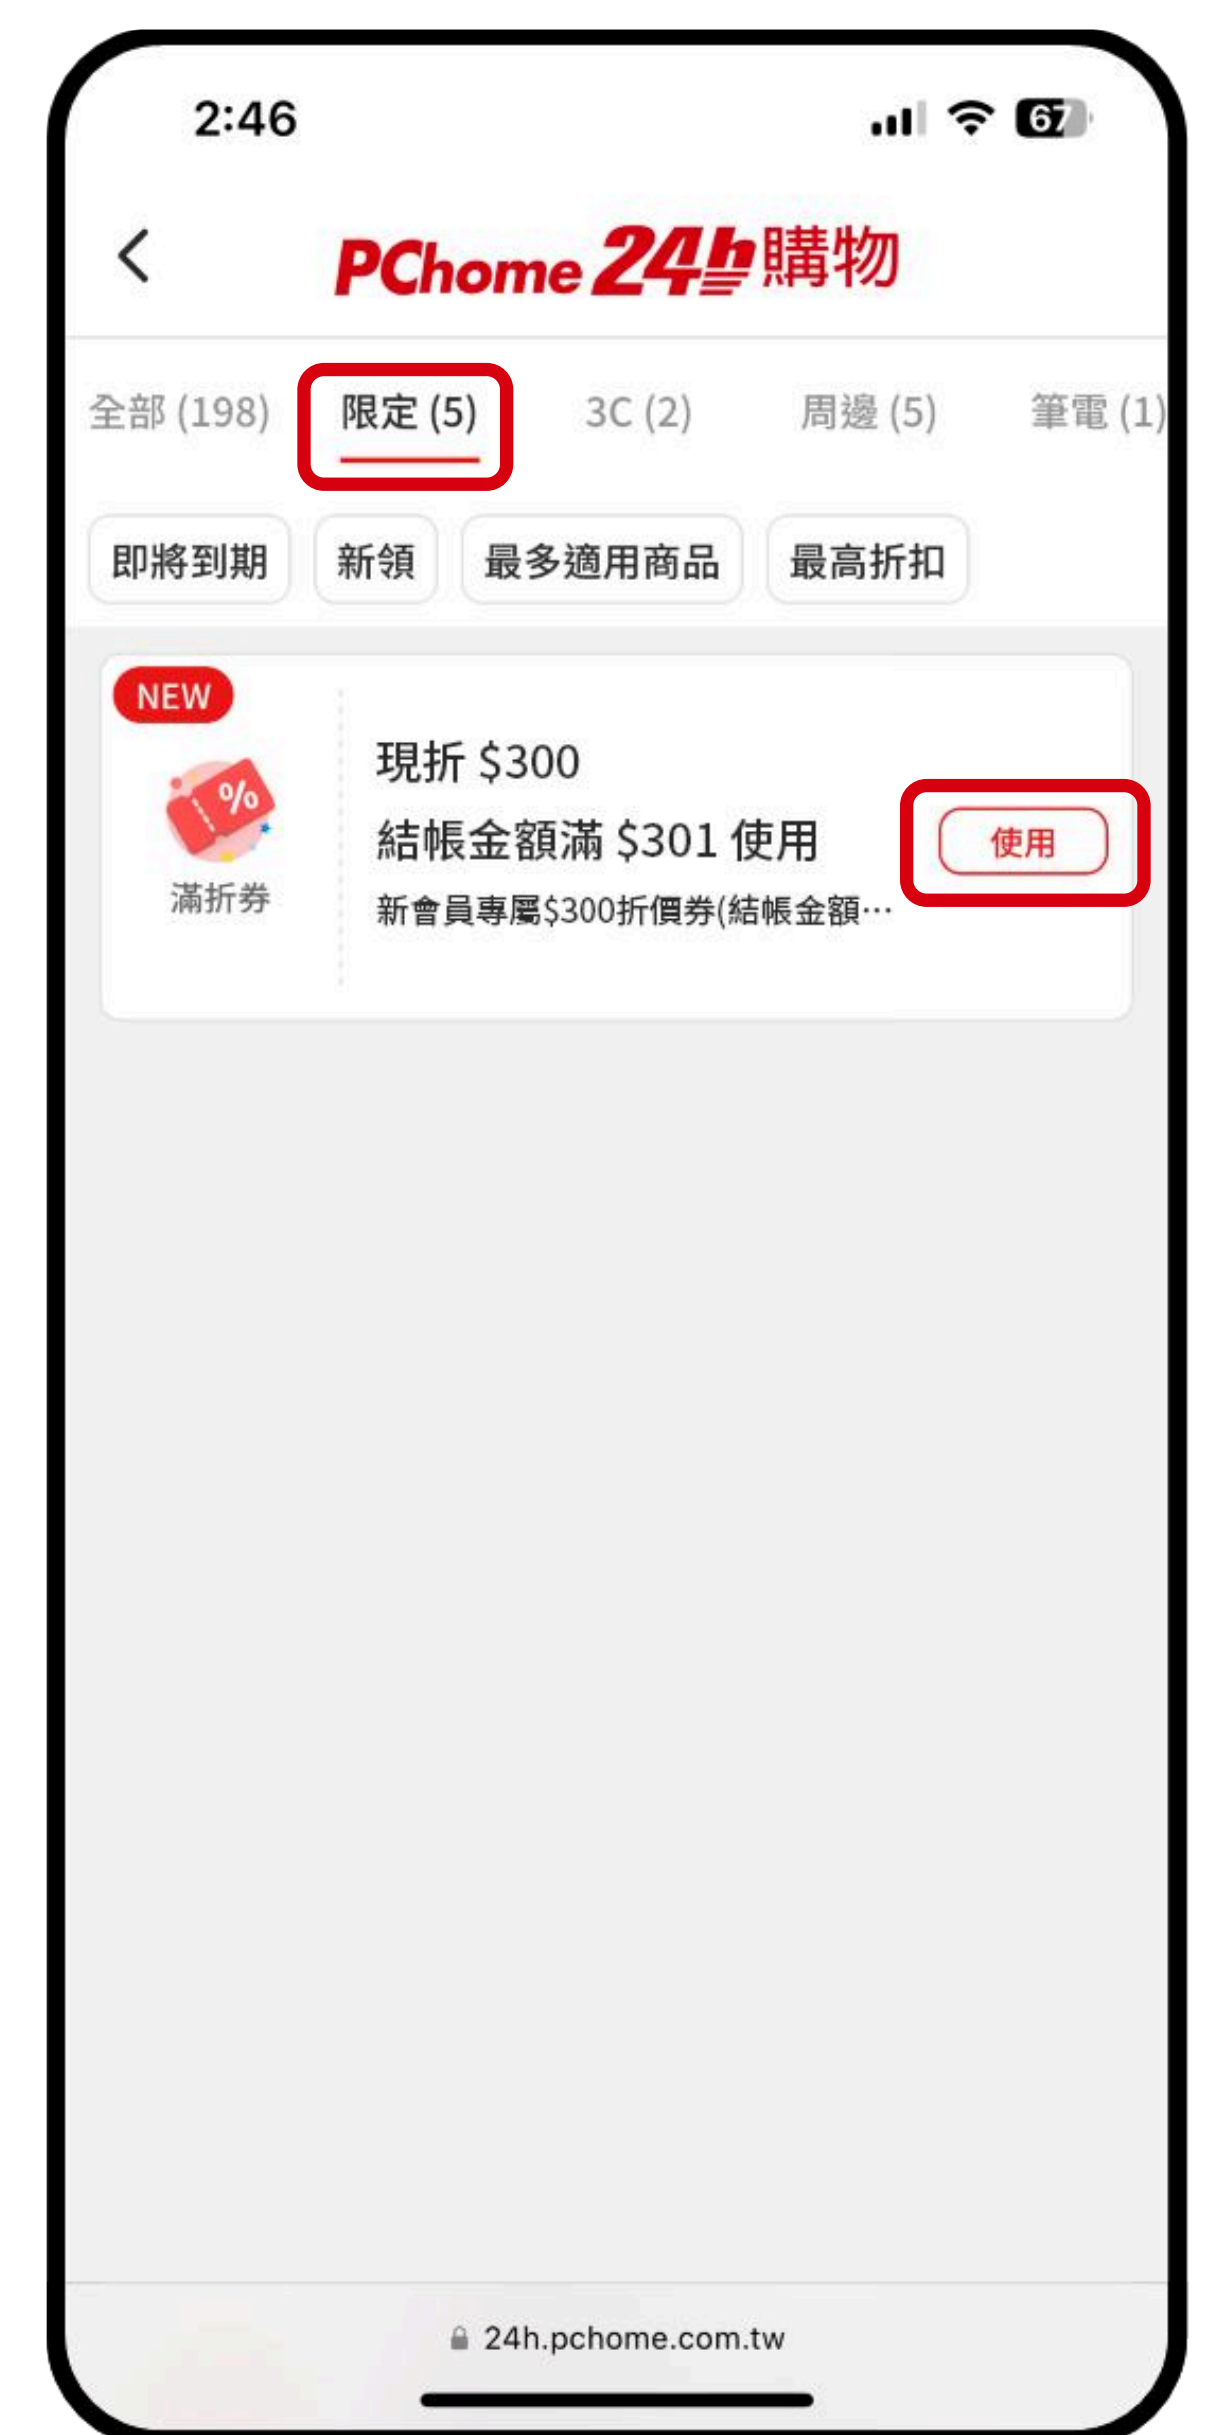 2:46
67
PChome 24h購物
全部 (198) 限定 (5) 3C (2) 周邊 (5) 筆電 (1)
即將到期 新領 最多適用商品 最高折扣
NEW
%
滿折券
現折 $300
結帳金額滿 $301 使用
新會員專屬$300折價券(結帳金額…
使用
24h.pchome.com.tw